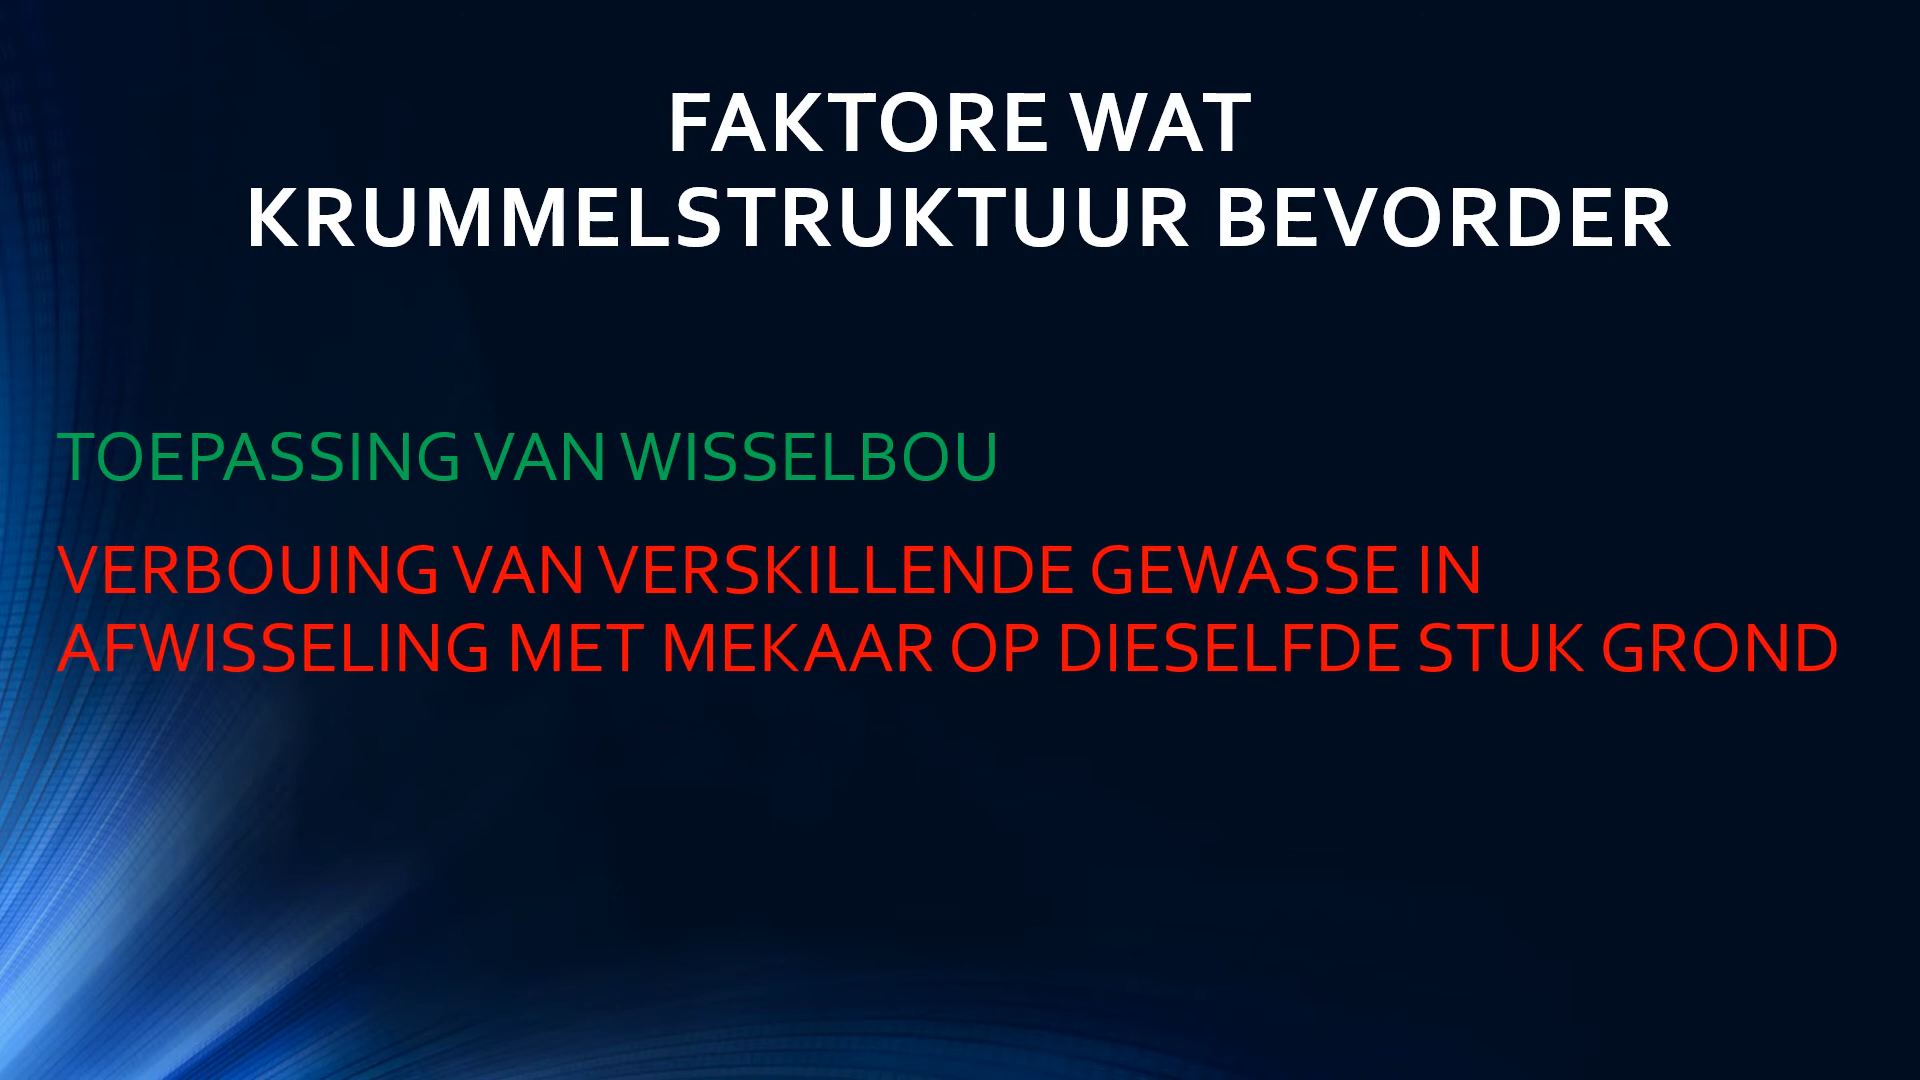 FAKTORE WAT
KRUMMELSTRUKTUUR BEVORDER
TOEPASSING VAN WISSELBOU
VERBOUING VAN VERSKILLENDE GEWASSE IN
AFWISSELING MET MEKAAR OP DIESELFDE STUK GROND